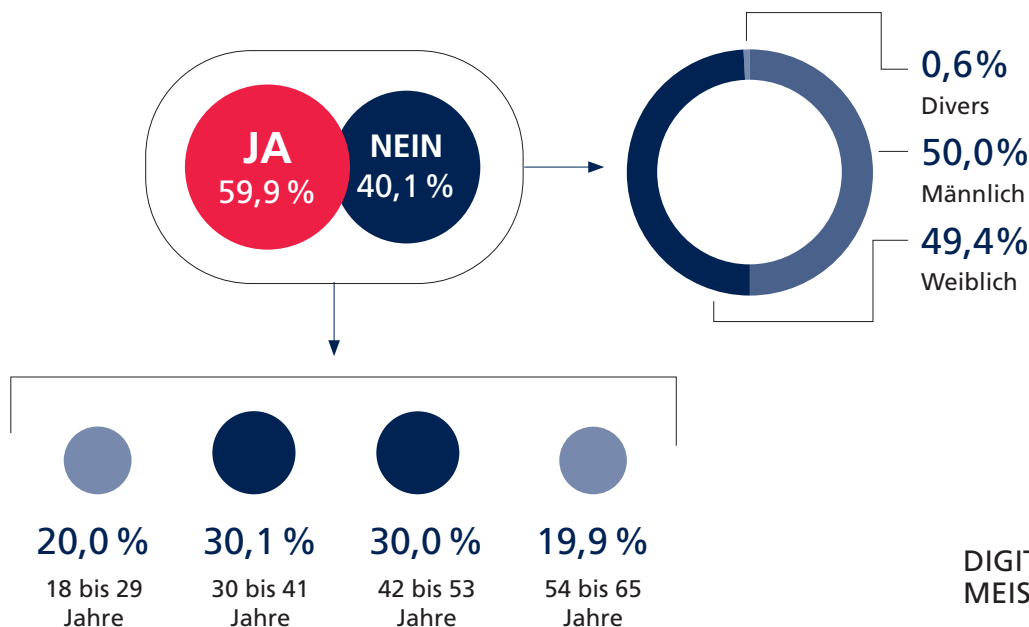 JA
59,9 %
NEIN
40,1 %
0,6%
Divers
50,0%
Männlich
49,4%
Weiblich
20,0 %
18 bis 29
Jahre
30,1 %
30 bis 41
Jahre
30,0 %
42 bis 53
Jahre
19,9 %
54 bis 65
Jahre